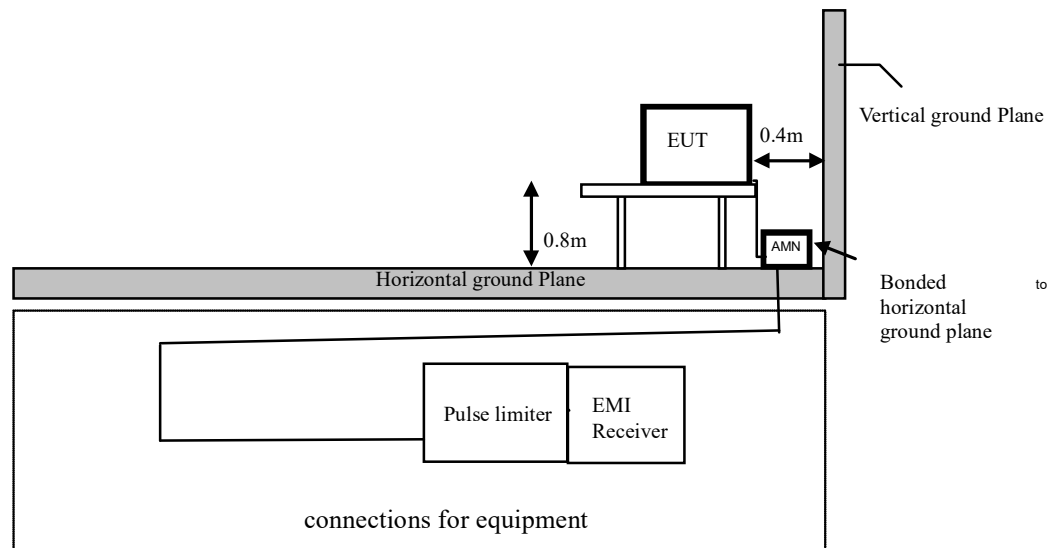 EUT
0.4m
Vertical ground Plane
0.8m
AMN
Horizontal ground Plane
Bonded to
horizontal
ground plane
Pulse limiter
EMI
Receiver
connections for equipment